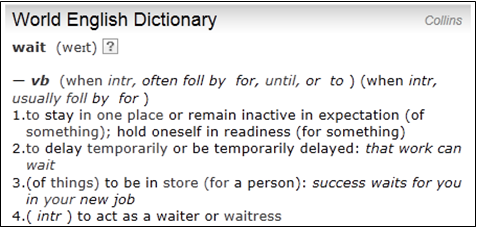 World English Dictionary Collins
wait (weɪt) ?
— vb (when intr, often foll by for, until, or to ) (when intr,
usually foll by for )
1.to stay in one place or remain inactive in expectation (of
something); hold oneself in readiness (for something)
2.to delay temporarily or be temporarily delayed: that work can
wait
3.(of things) to be in store (for a person): success waits for you
in your new job
4.( intr ) to act as a waiter or waitress